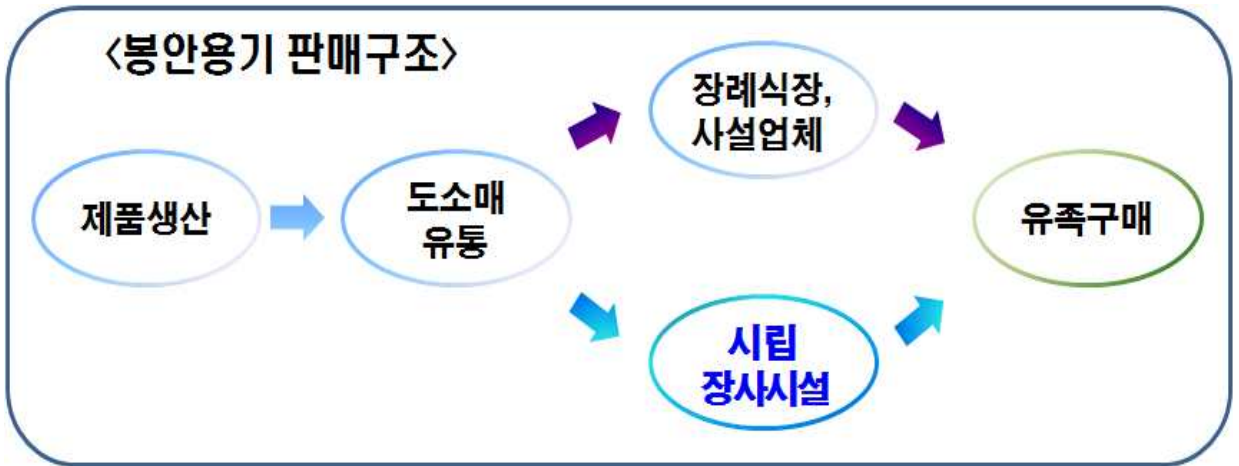 <봉안용기 판매구조>
제품생산
도소매
유통
장례식장,
사설업체
시립
장사시설
유족구매